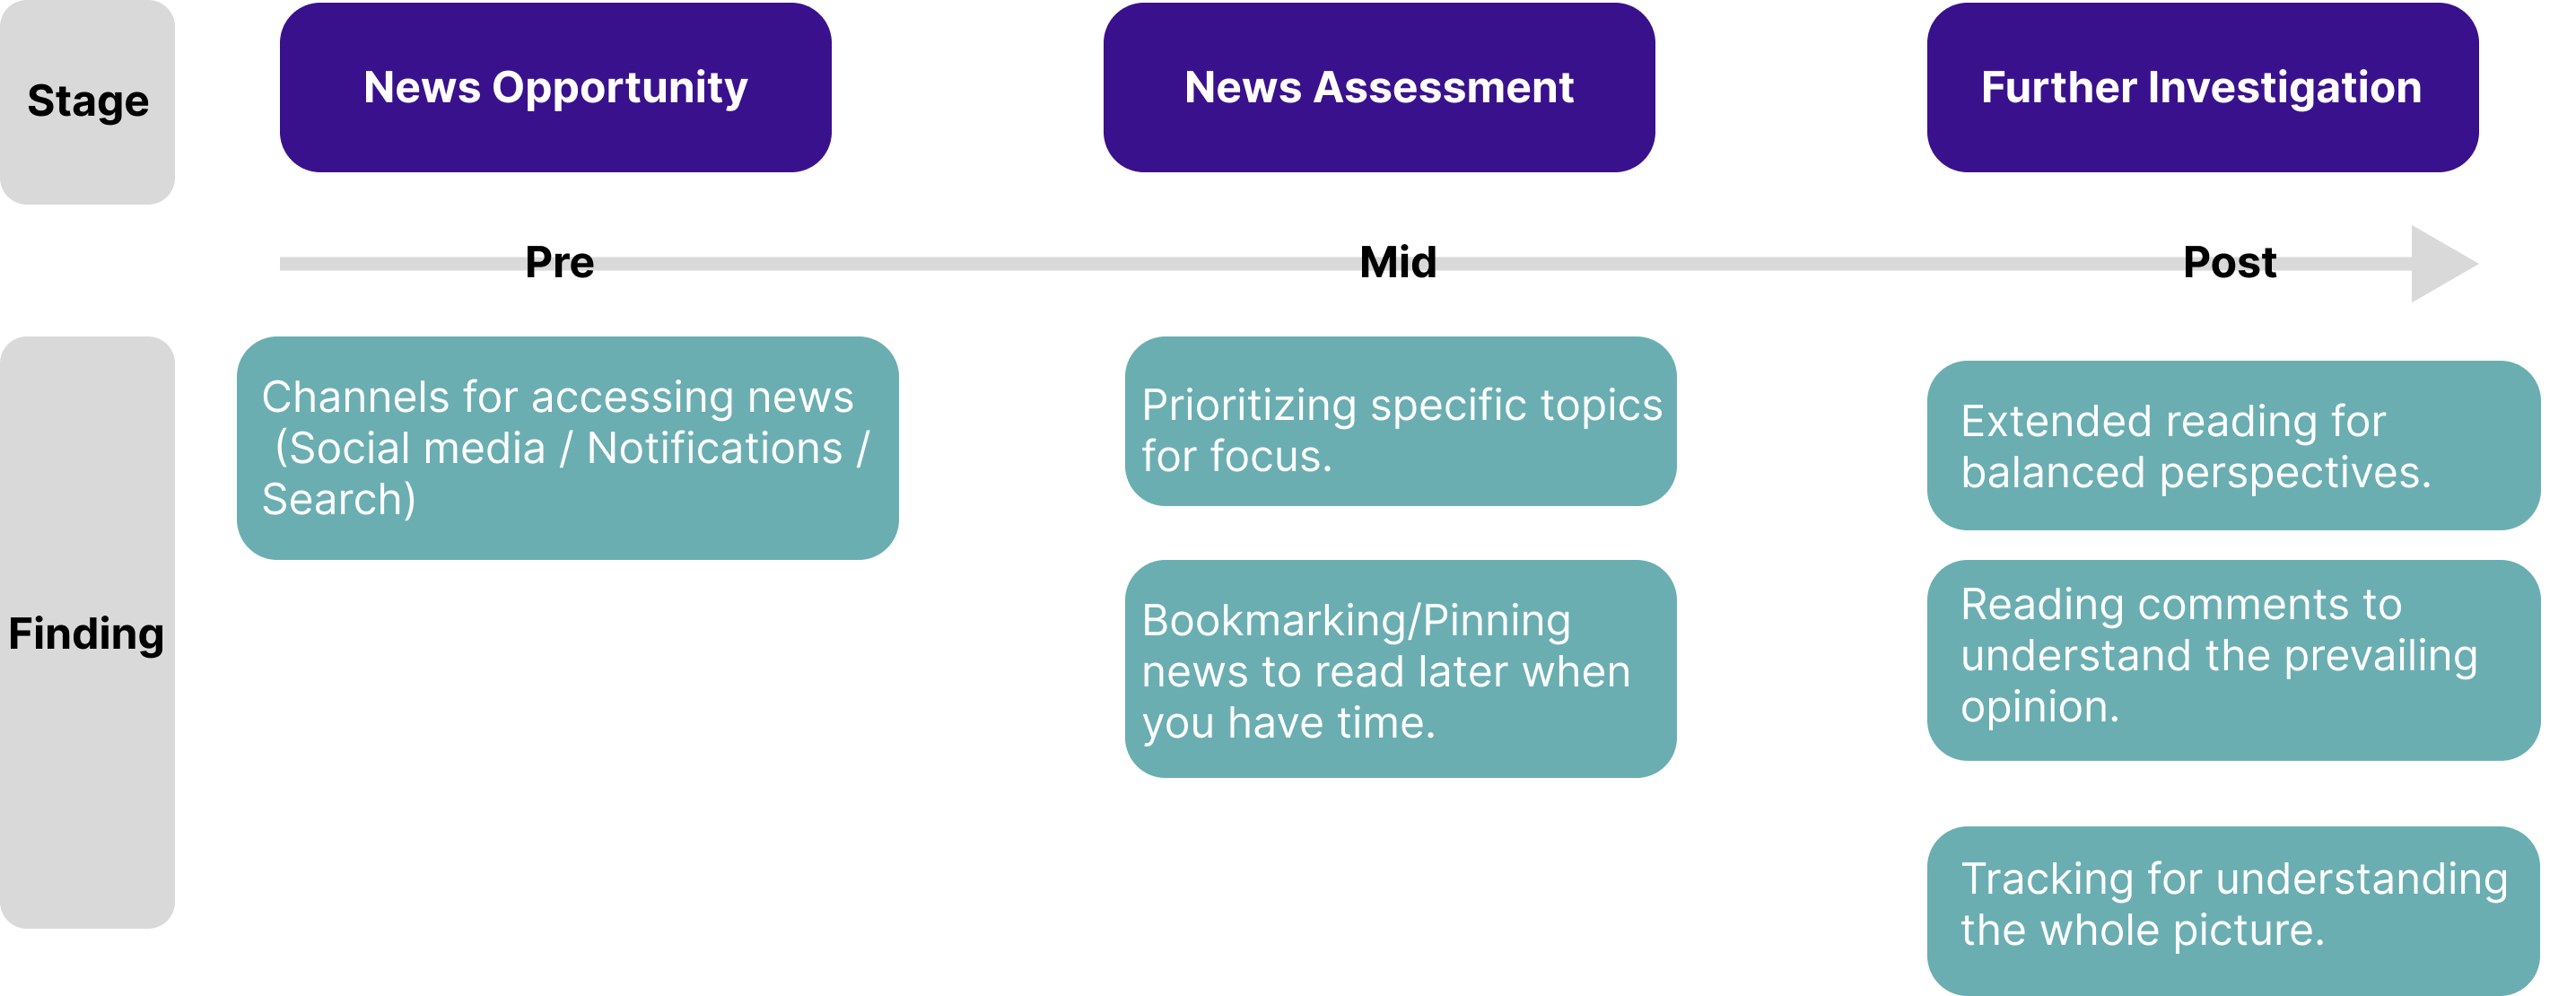 Stage
News Opportunity
News Assessment
Further Investigation
Pre
Mid
Post
Finding
Channels for accessing news
(Social media / Notifications /
Search)
Prioritizing specific topics
for focus.
Bookmarking/Pinning
news to read later when
you have time.
Extended reading for
balanced perspectives.
Reading comments to
understand the prevailing
opinion.
Tracking for understanding
the whole picture.